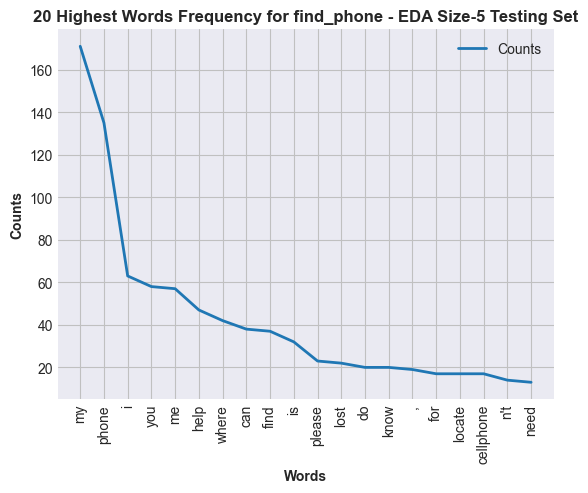 20 Highest Words Frequency for find_phone - EDA Size-5 Testing Set
Counts
160
140
120
100
80
60
40
20
Counts
my
phone
i
you
me
help
where
can
find
is
please
lost
do
know
,
for
locate
cellphone
n't
need
Words